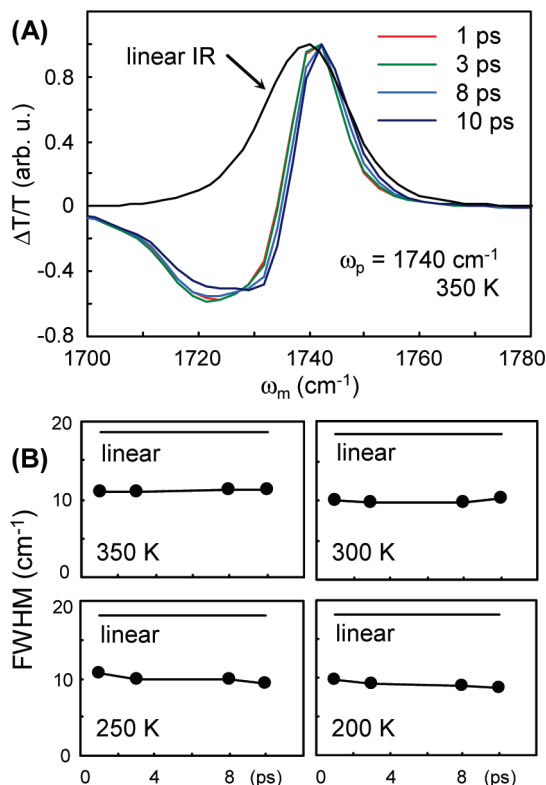 (A)
linear IR
1 ps
3 ps
8 ps
10 ps
0.8
0.4
0
-0.4
-0.8
ΔT/T (arb. u.)
ωp = 1740 cm-1
350 K
1700 1720 1740 1760 1780
ωm (cm-1)
(B)
20
10
0
linear
350 K
linear
300 K
20
10
0
linear
250 K
linear
200 K
FWHM (cm-1)
0 4 8 (ps)
0 4 8 (ps)